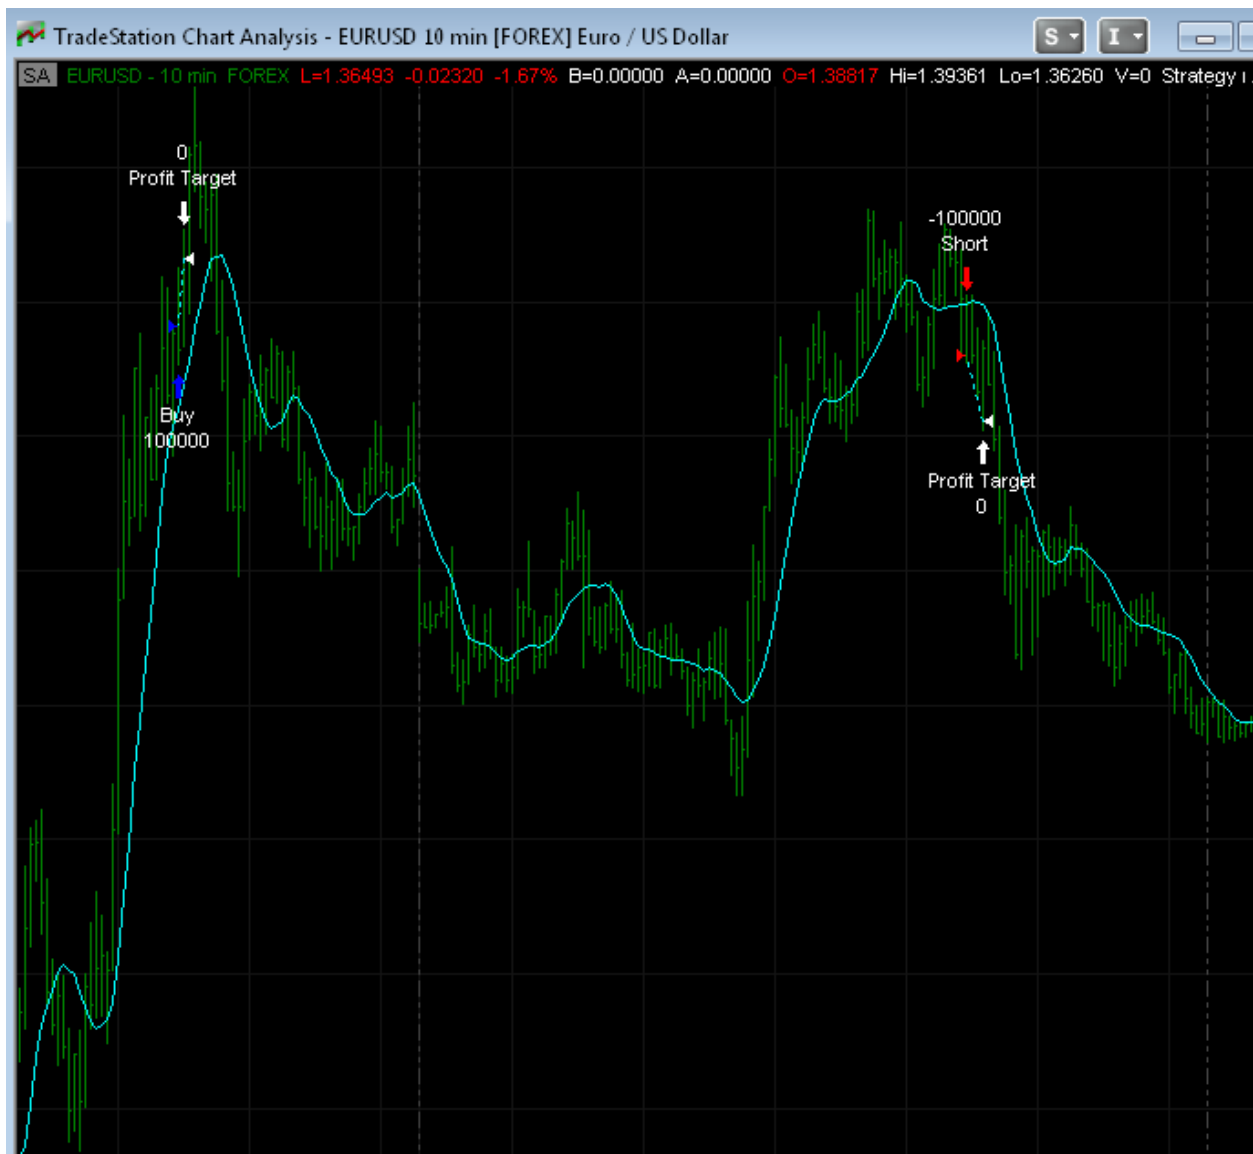 TradeStation Chart Analysis - EURUSD 10 min [FOREX] Euro / US Dollar
S I
SA EURUSD - 10 min FOREX L=1.36493 -0.02320 -1.67% B=0.00000 A=0.00000 O=1.38817 Hi=1.39361 Lo=1.36260 V=0 Strategy
0
Profit Target
Buy
100000
-100000
Short
Profit Target
0